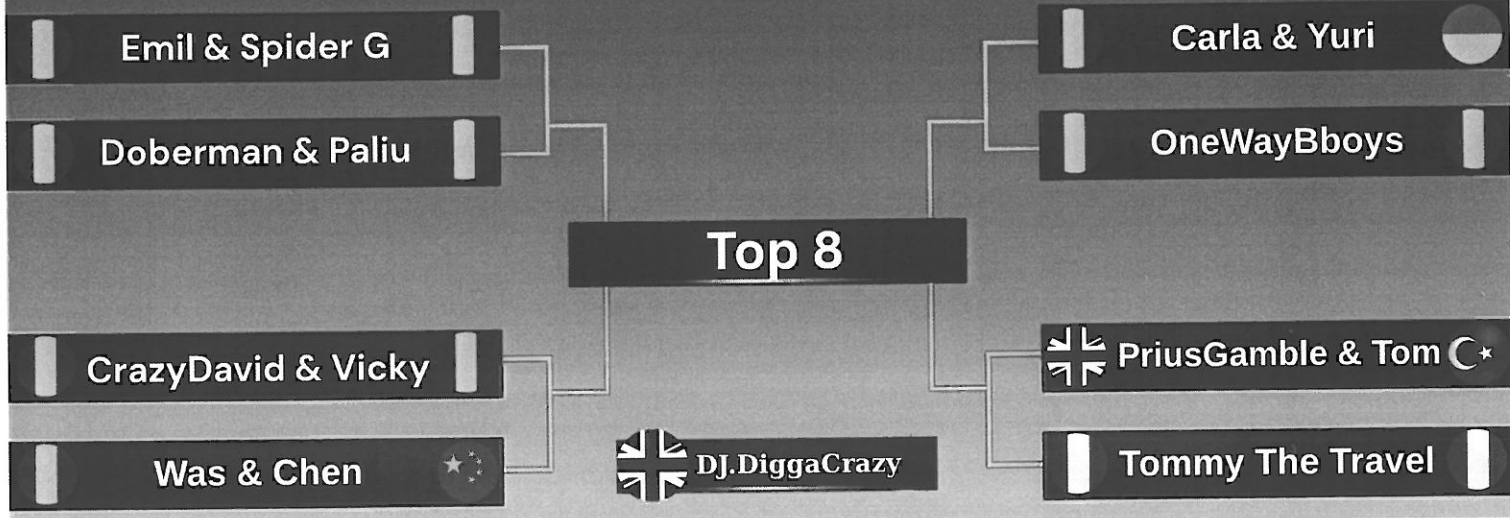 Emil & Spider G
Doberman & Paliu
CrazyDavid & Vicky
Was & Chen
Top 8
DJ.DiggaCrazy
Carla & Yuri
OneWayBboys
PriusGamble & Tom
Tommy The Travel